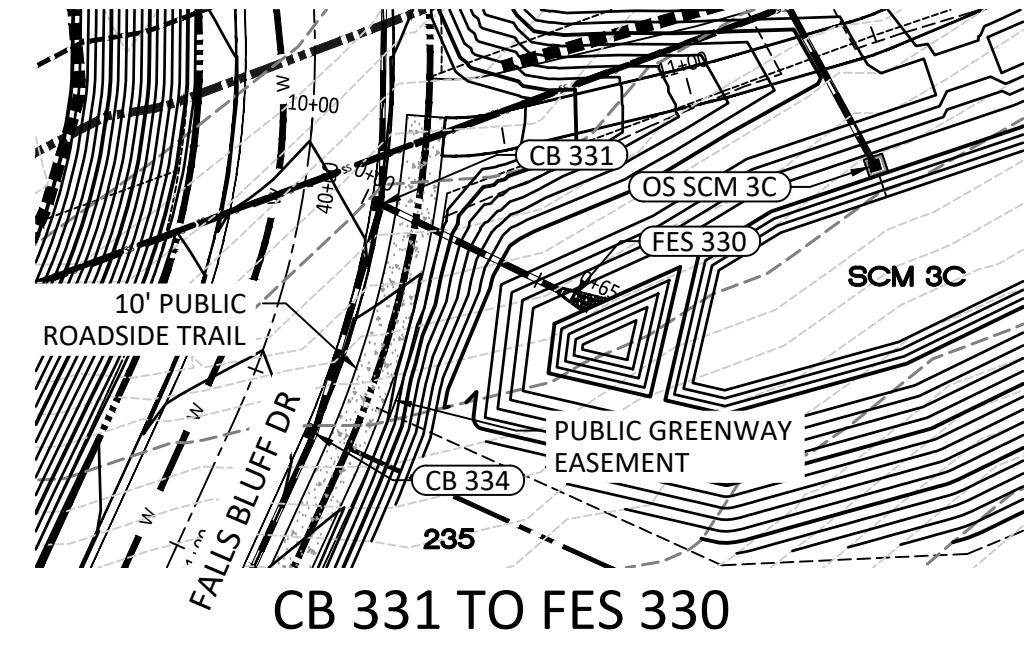 10+00
1+00
CB 331
0+00
OS SCM 3C
40+00
FES 330
0+65
SCM 3C
10' PUBLIC
ROADSIDE TRAIL
W
W
W
PUBLIC GREENWAY
EASEMENT
CB 334
FALLS BLUFF DR
235
CB 331 TO FES 330